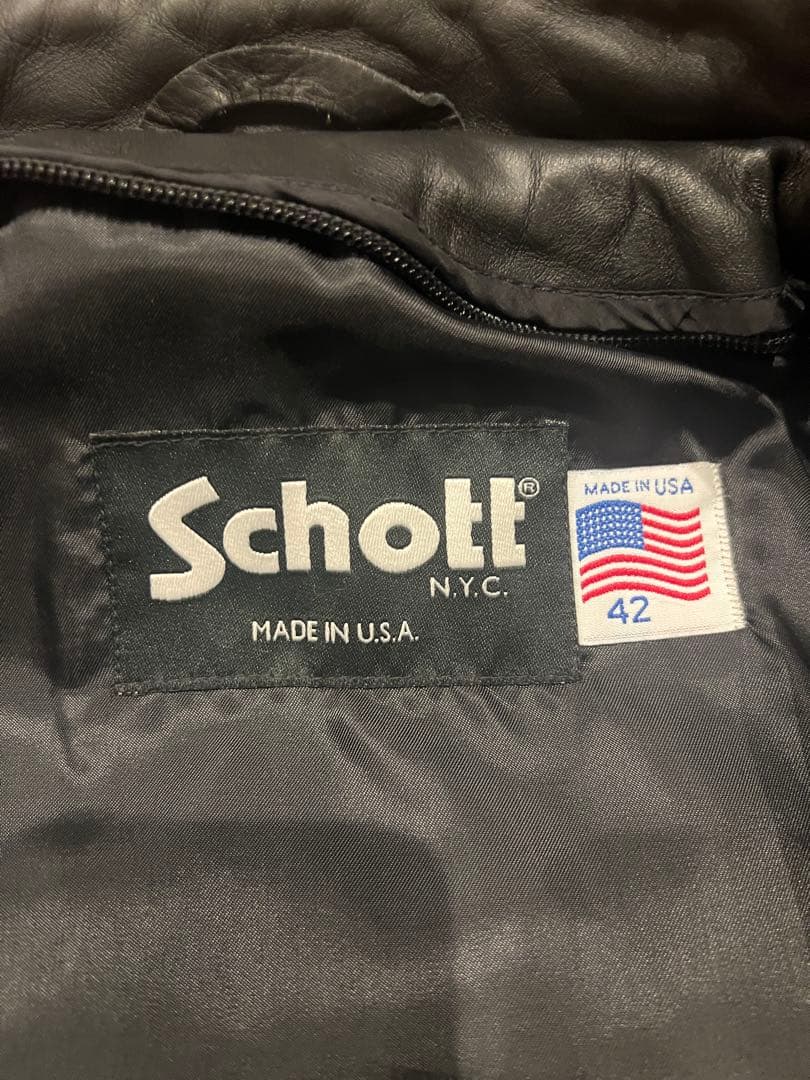 Schott®
N.Y.C.
MADE IN U.S.A.
MADE IN USA
42